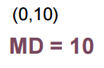 (0,10)
MD = 10